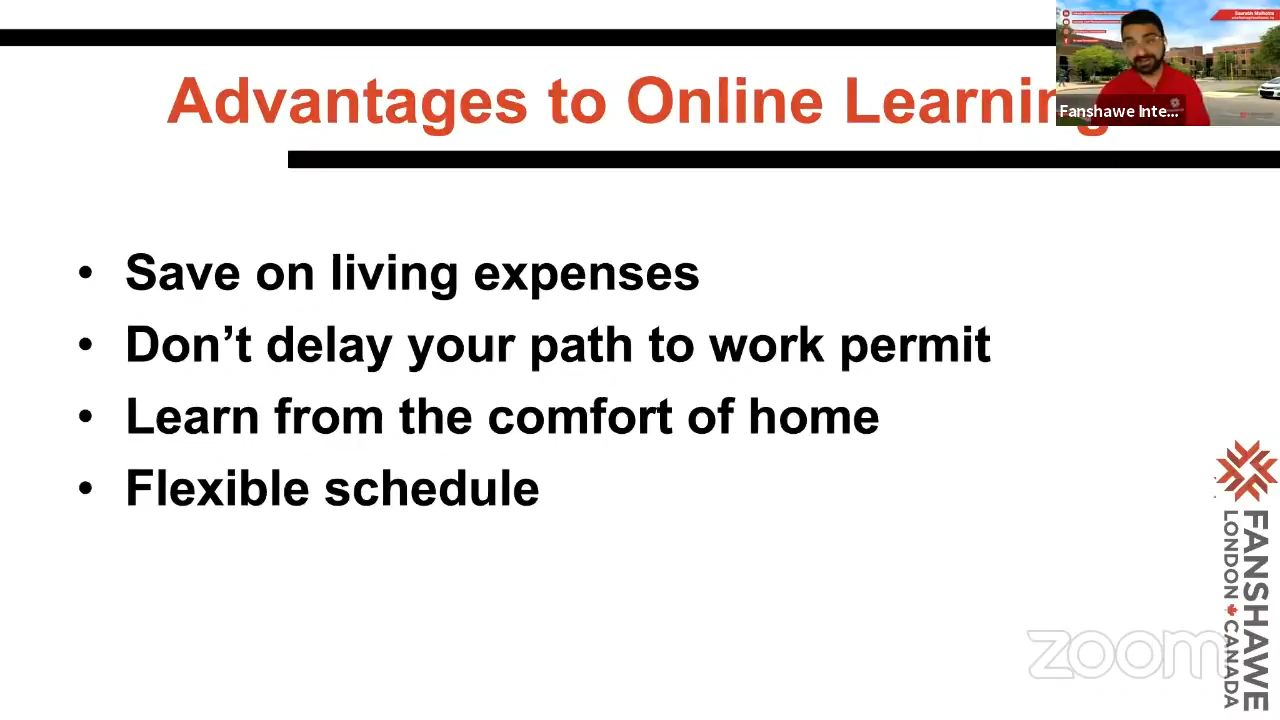 Advantages to Online Learning
Fanshawe Inte...
• Save on living expenses
• Don’t delay your path to work permit
• Learn from the comfort of home
• Flexible schedule
FANSHAWE
LONDON CANADA
zoom